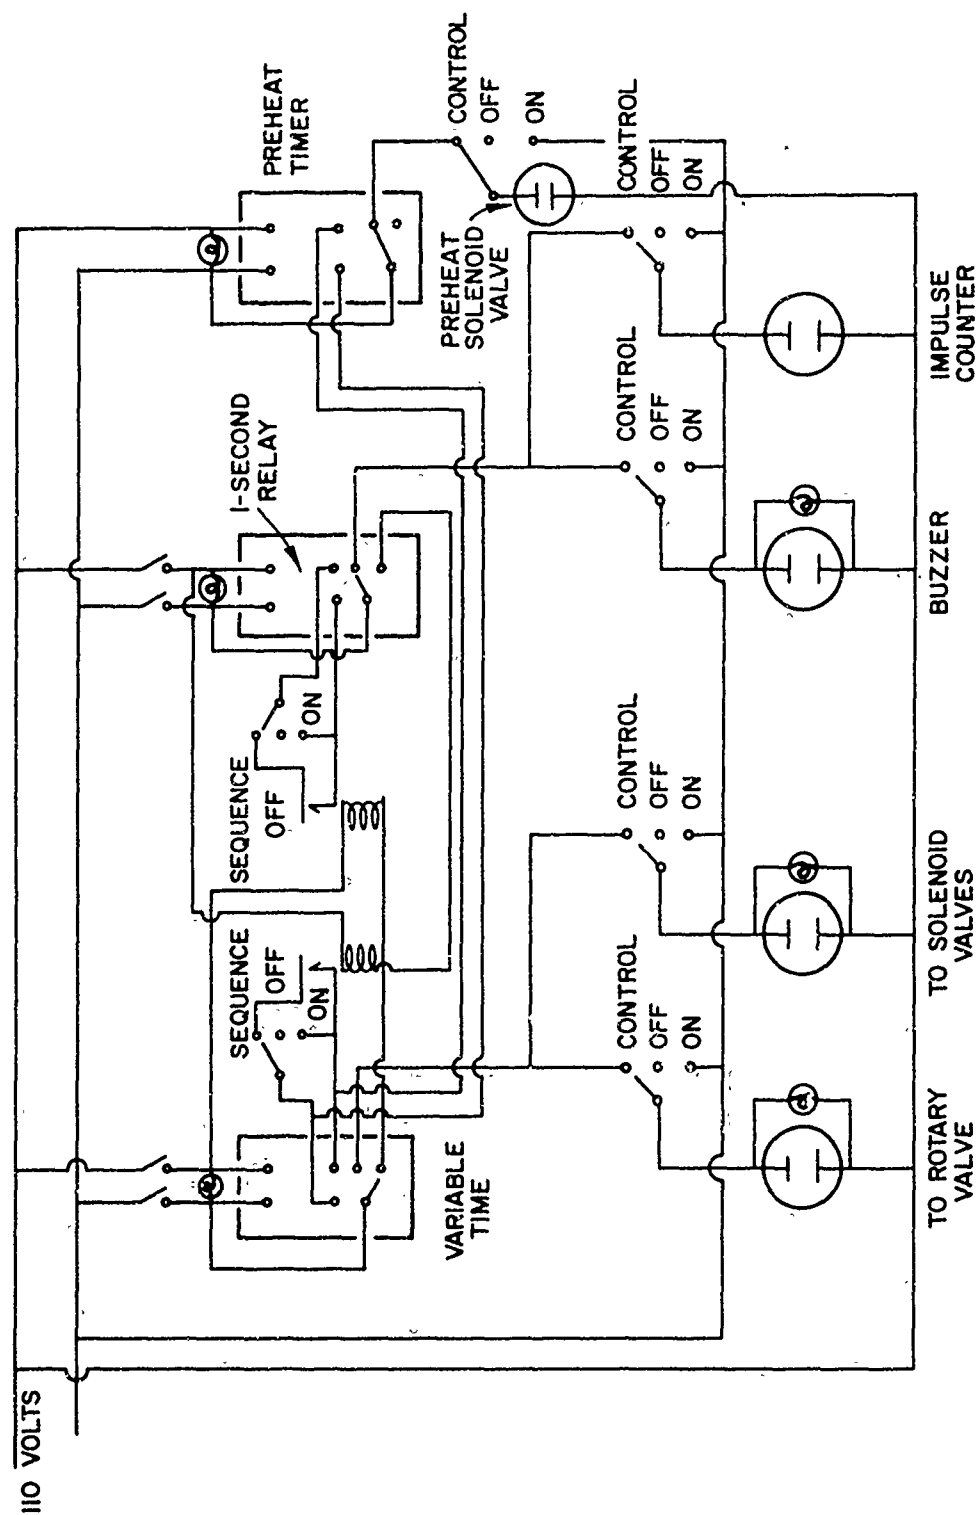 110 VOLTS
VARIABLE
TIME
SEQUENCE
OFF
ON
SEQUENCE
OFF
ON
1-SECOND
RELAY
PREHEAT
TIMER
PREHEAT
SOLENOID
VALVE
CONTROL
OFF
ON
CONTROL
OFF
ON
CONTROL
OFF
ON
CONTROL
OFF
ON
CONTROL
OFF
ON
TO ROTARY
VALVE
TO SOLENOID
VALVES
BUZZER
IMPULSE
COUNTER